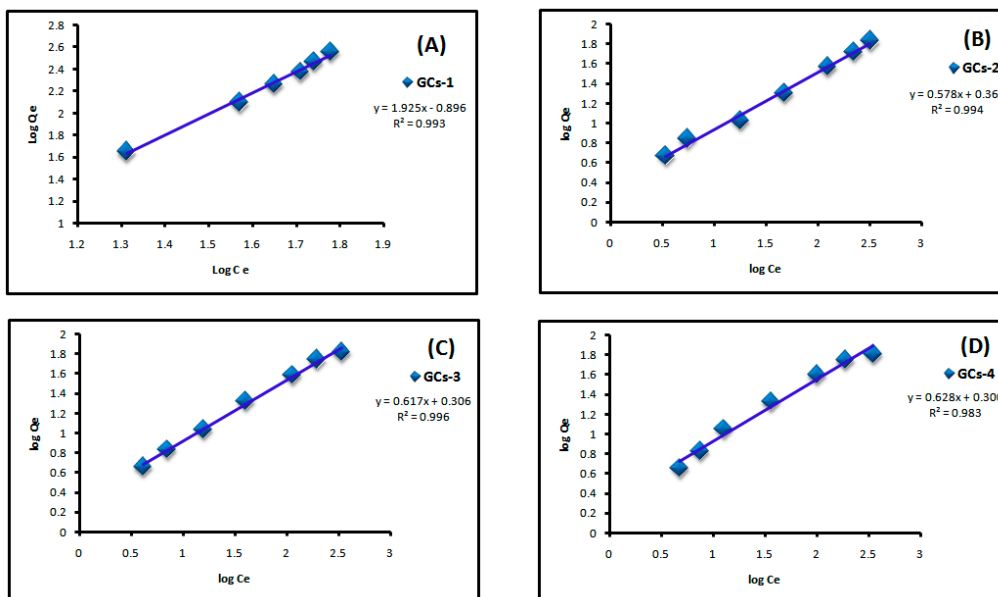 (A)
GCs-1
y = 1.925x - 0.896
R² = 0.993
Log Qe
2.8
2.6
2.4
2.2
2
1.8
1.6
1.4
1.2
1
1.2 1.3 1.4 1.5 1.6 1.7 1.8 1.9
Log C e
(B)
GCs-2
y = 0.578x + 0.36
R² = 0.994
log Qe
2
1.8
1.6
1.4
1.2
1
0.8
0.6
0.4
0.2
0
0 0.5 1 1.5 2 2.5 3
log Ce
(C)
GCs-3
y = 0.617x + 0.306
R² = 0.996
log Qe
2
1.8
1.6
1.4
1.2
1
0.8
0.6
0.4
0.2
0
0 0.5 1 1.5 2 2.5 3
log Ce
(D)
GCs-4
y = 0.628x + 0.300
R² = 0.983
log Qe
2
1.8
1.6
1.4
1.2
1
0.8
0.6
0.4
0.2
0
0 0.5 1 1.5 2 2.5 3
log Ce